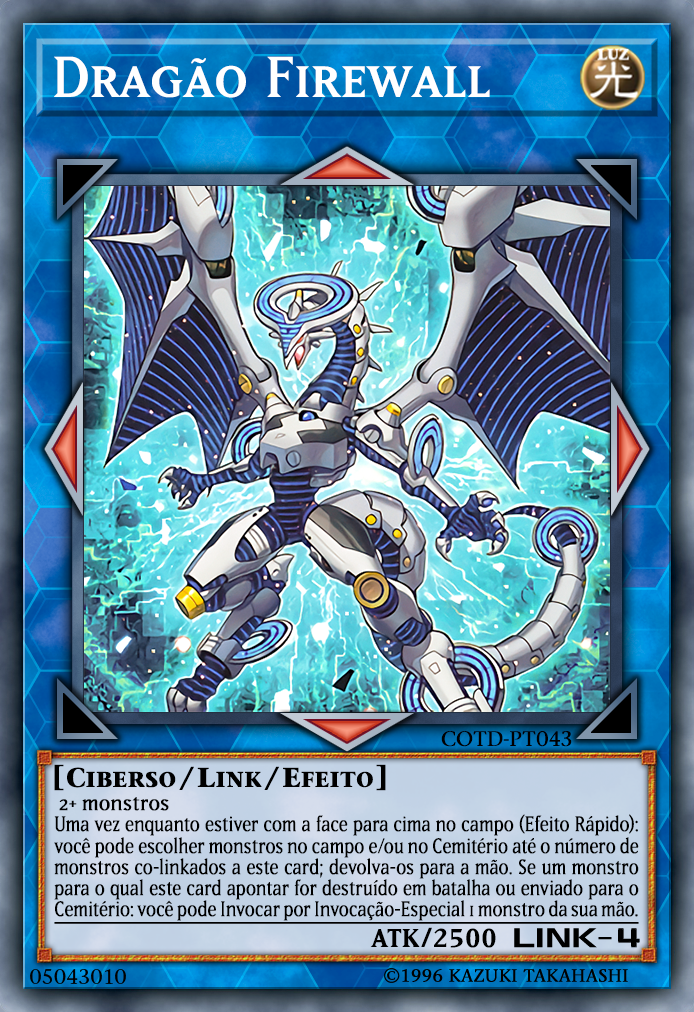 Dragão Firewall
LUZ
光
COTD-PT043
[Ciberso/Link/Efeito]
2+ monstros
Uma vez enquanto estiver com a face para cima no campo (Efeito Rápido):
você pode escolher monstros no campo e/ou no Cemitério até o número de
monstros co-linkados a este card; devolva-os para a mão. Se um monstro
para o qual este card apontar for destruído em batalha ou enviado para o
Cemitério: você pode Invocar por Invocação-Especial 1 monstro da sua mão.
ATK/2500 LINK-4
05043010
©1996 KAZUKI TAKAHASHI